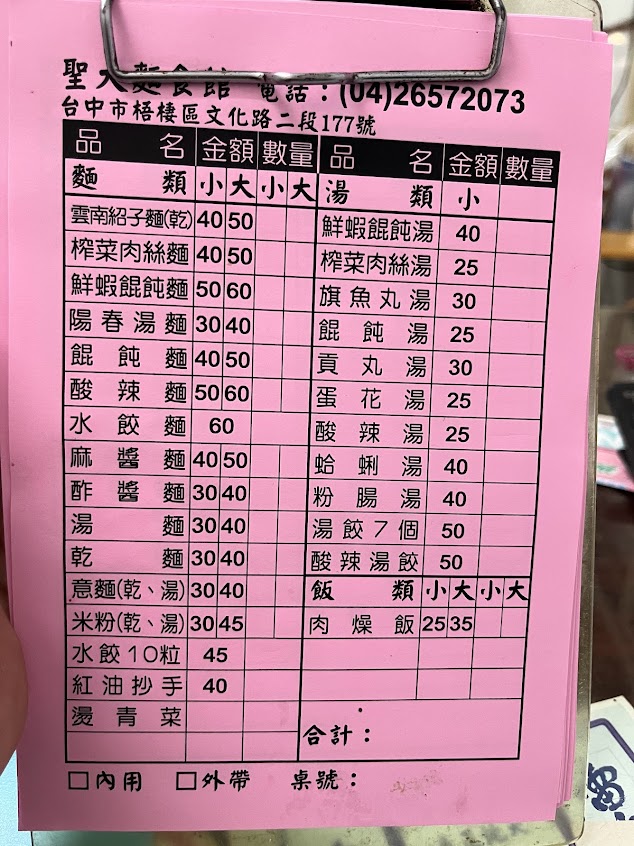 聖大麵食館 電話：(04)26572073
台中市梧棲區文化路二段177號
品名 金額 數量 品名 金額 數量
麵類 小 大 小 大 湯類 小
雲南紹子麵(乾) 40 50 鮮蝦餛飩湯 40
榨菜肉絲麵 40 50 榨菜肉絲湯 25
鮮蝦餛飩麵 50 60 旗魚丸湯 30
陽春湯麵 30 40 餛飩湯 25
餛飩麵 40 50 貢丸湯 30
酸辣麵 50 60 蛋花湯 25
水餃麵 60 酸辣湯 25
麻醬麵 40 50 蛤蜊湯 40
酢醬麵 30 40 粉腸湯 40
湯麵 30 40 湯餃7個 50
乾麵 30 40 酸辣湯餃 50
意麵(乾、湯) 30 40 飯類 小 大 小 大
米粉(乾、湯) 30 45 肉燥飯 25 35
水餃10粒 45
紅油抄手 40
燙青菜
合計：
□內用 □外帶 桌號：